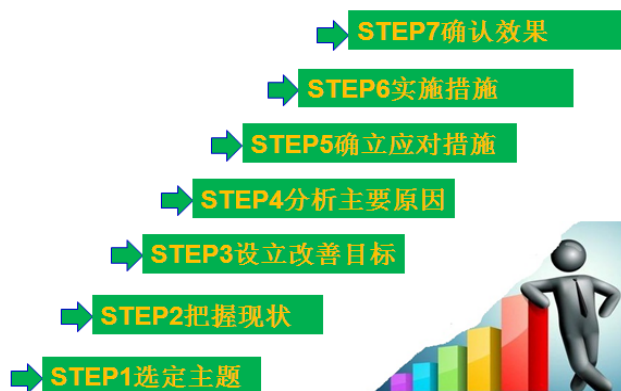 STEP7确认效果
STEP6实施措施
STEP5确立应对措施
STEP4分析主要原因
STEP3设立改善目标
STEP2把握现状
STEP1选定主题